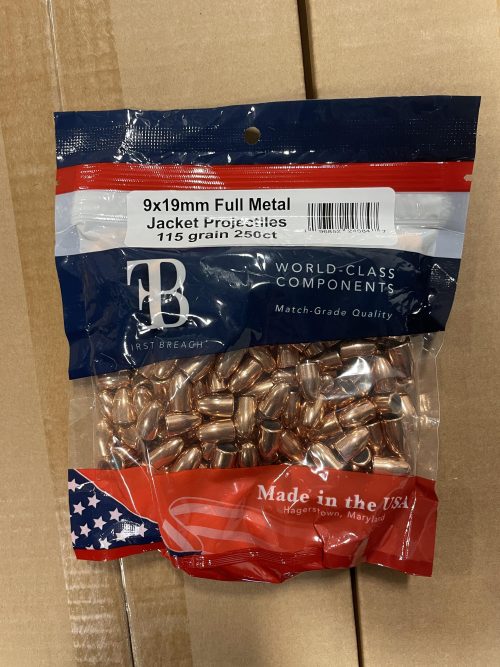 9x19mm Full Metal
Jacket Projectiles
115 grain 250ct
FB
WORLD-CLASS
COMPONENTS
Match-Grade Quality
FIRST BREACH
Made in the USA
Hagerstown, Maryland